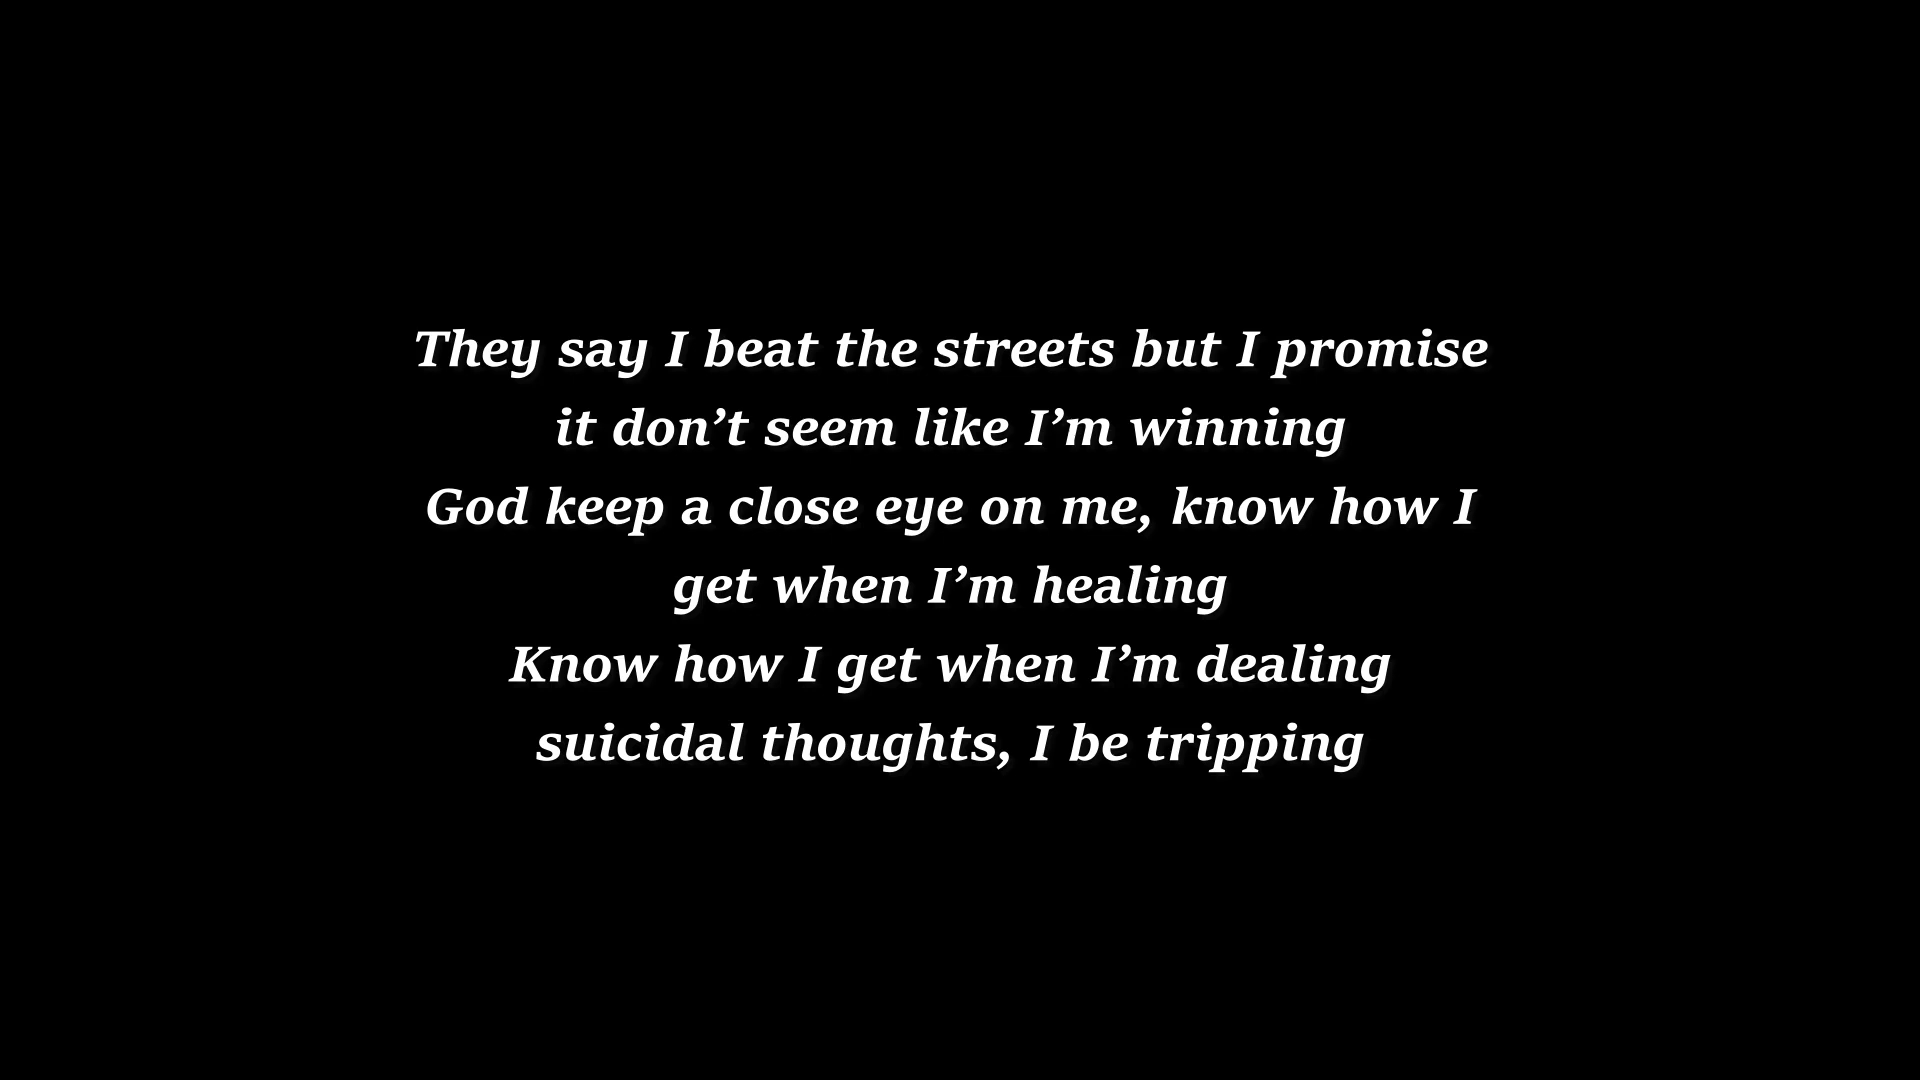 They say I beat the streets but I promise
it don’t seem like I’m winning
God keep a close eye on me, know how I
get when I’m healing
Know how I get when I’m dealing
suicidal thoughts, I be tripping